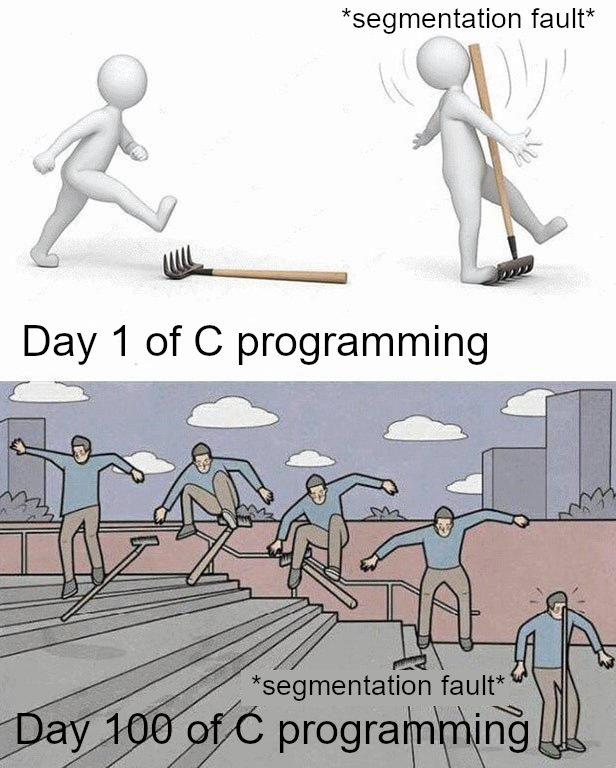 *segmentation fault*
Day 1 of C programming
*segmentation fault*
Day 100 of C programming